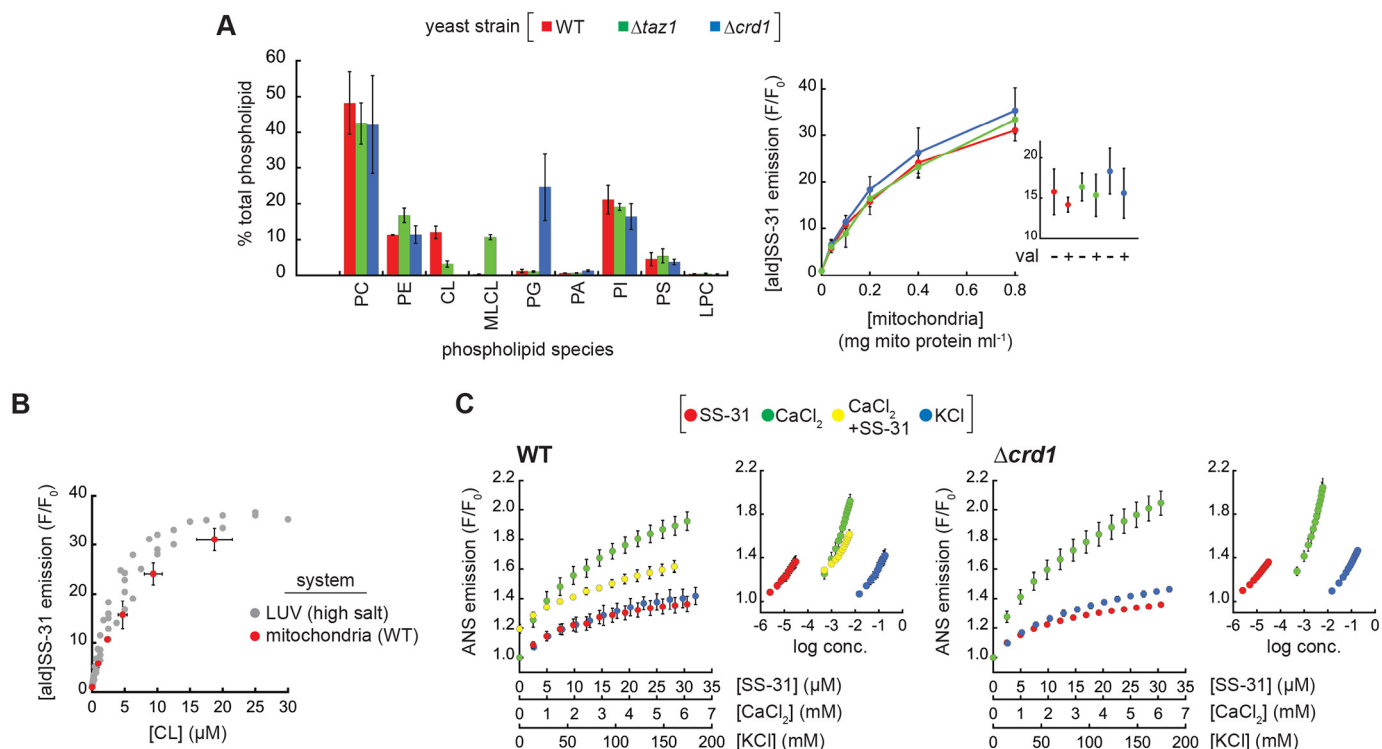 A
yeast strain [ WT Δtaz1 Δcrd1 ]
% total phospholipid
60
50
40
30
20
10
0
PC PE CL MLCL PG PA PI PS LPC
phospholipid species
[ald]SS-31 emission (F/F0)
40
30
20
10
0
0 0.2 0.4 0.6 0.8
[mitochondria]
(mg mito protein ml-1)
20
15
10
val - + - + - +
B
[ald]SS-31 emission (F/F0)
40
30
20
10
0
0 5 10 15 20 25 30
[CL] (µM)
system
LUV (high salt)
mitochondria (WT)
C
[ SS-31 CaCl2 CaCl2 +SS-31 KCl ]
WT
ANS emission (F/F0)
2.2
2.0
1.8
1.6
1.4
1.2
1.0
0 5 10 15 20 25 30 35 [SS-31] (µM)
0 1 2 3 4 5 6 7 [CaCl2] (mM)
0 50 100 150 200 [KCl] (mM)
2.2
1.8
1.4
1.0
-6 -5 -4 -3 -2 -1 0
log conc.
Δcrd1
ANS emission (F/F0)
2.2
2.0
1.8
1.6
1.4
1.2
1.0
0 5 10 15 20 25 30 35 [SS-31] (µM)
0 1 2 3 4 5 6 7 [CaCl2] (mM)
0 50 100 150 200 [KCl] (mM)
2.2
1.8
1.4
1.0
-6 -5 -4 -3 -2 -1 0
log conc.